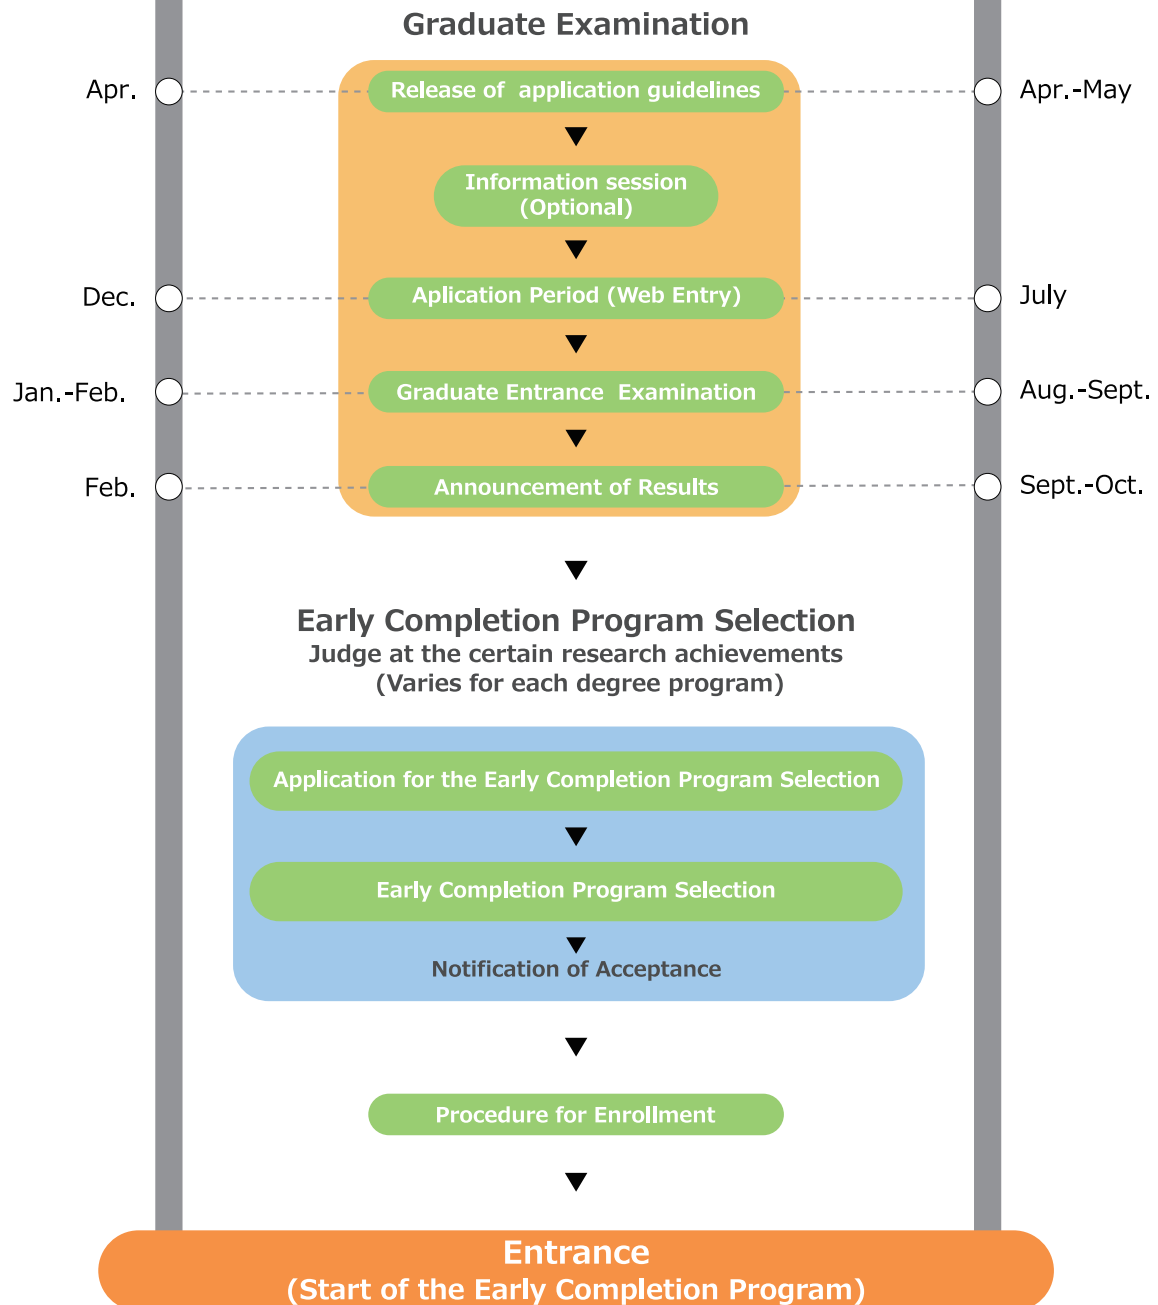 Graduate Examination
Apr.
Release of application guidelines
Apr.-May
Information session
(Optional)
Dec.
Aplication Period (Web Entry)
July
Jan.-Feb.
Graduate Entrance Examination
Aug.-Sept.
Feb.
Announcement of Results
Sept.-Oct.
Early Completion Program Selection
Judge at the certain research achievements
(Varies for each degree program)
Application for the Early Completion Program Selection
Early Completion Program Selection
Notification of Acceptance
Procedure for Enrollment
Entrance
(Start of the Early Completion Program)